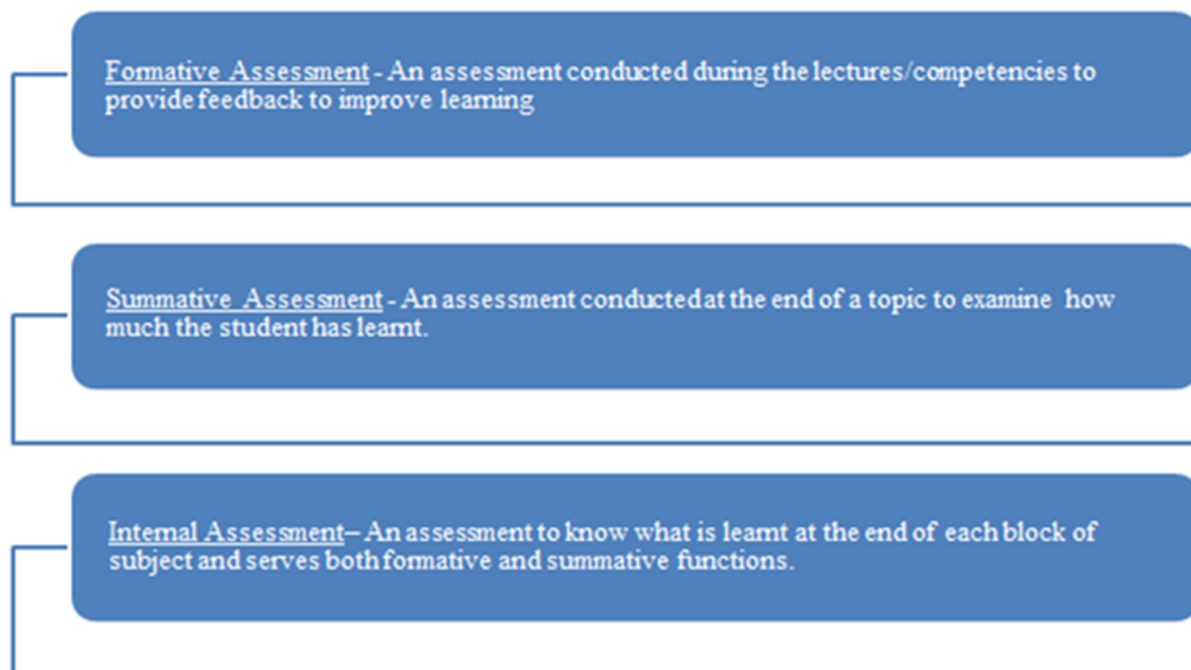 Formative Assessment - An assessment conducted during the lectures/competencies to
provide feedback to improve learning
Summative Assessment - An assessment conducted at the end of a topic to examine how
much the student has learnt.
Internal Assessment– An assessment to know what is learnt at the end of each block of
subject and serves both formative and summative functions.